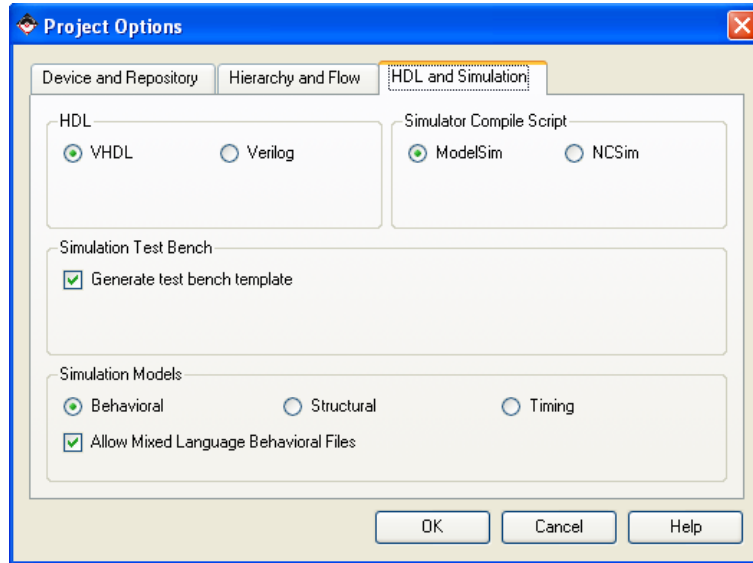 Project Options
Device and Repository Hierarchy and Flow HDL and Simulation
HDL
VHDL Verilog
Simulator Compile Script
ModelSim NCSim
Simulation Test Bench
Generate test bench template
Simulation Models
Behavioral Structural Timing
Allow Mixed Language Behavioral Files
OK Cancel Help